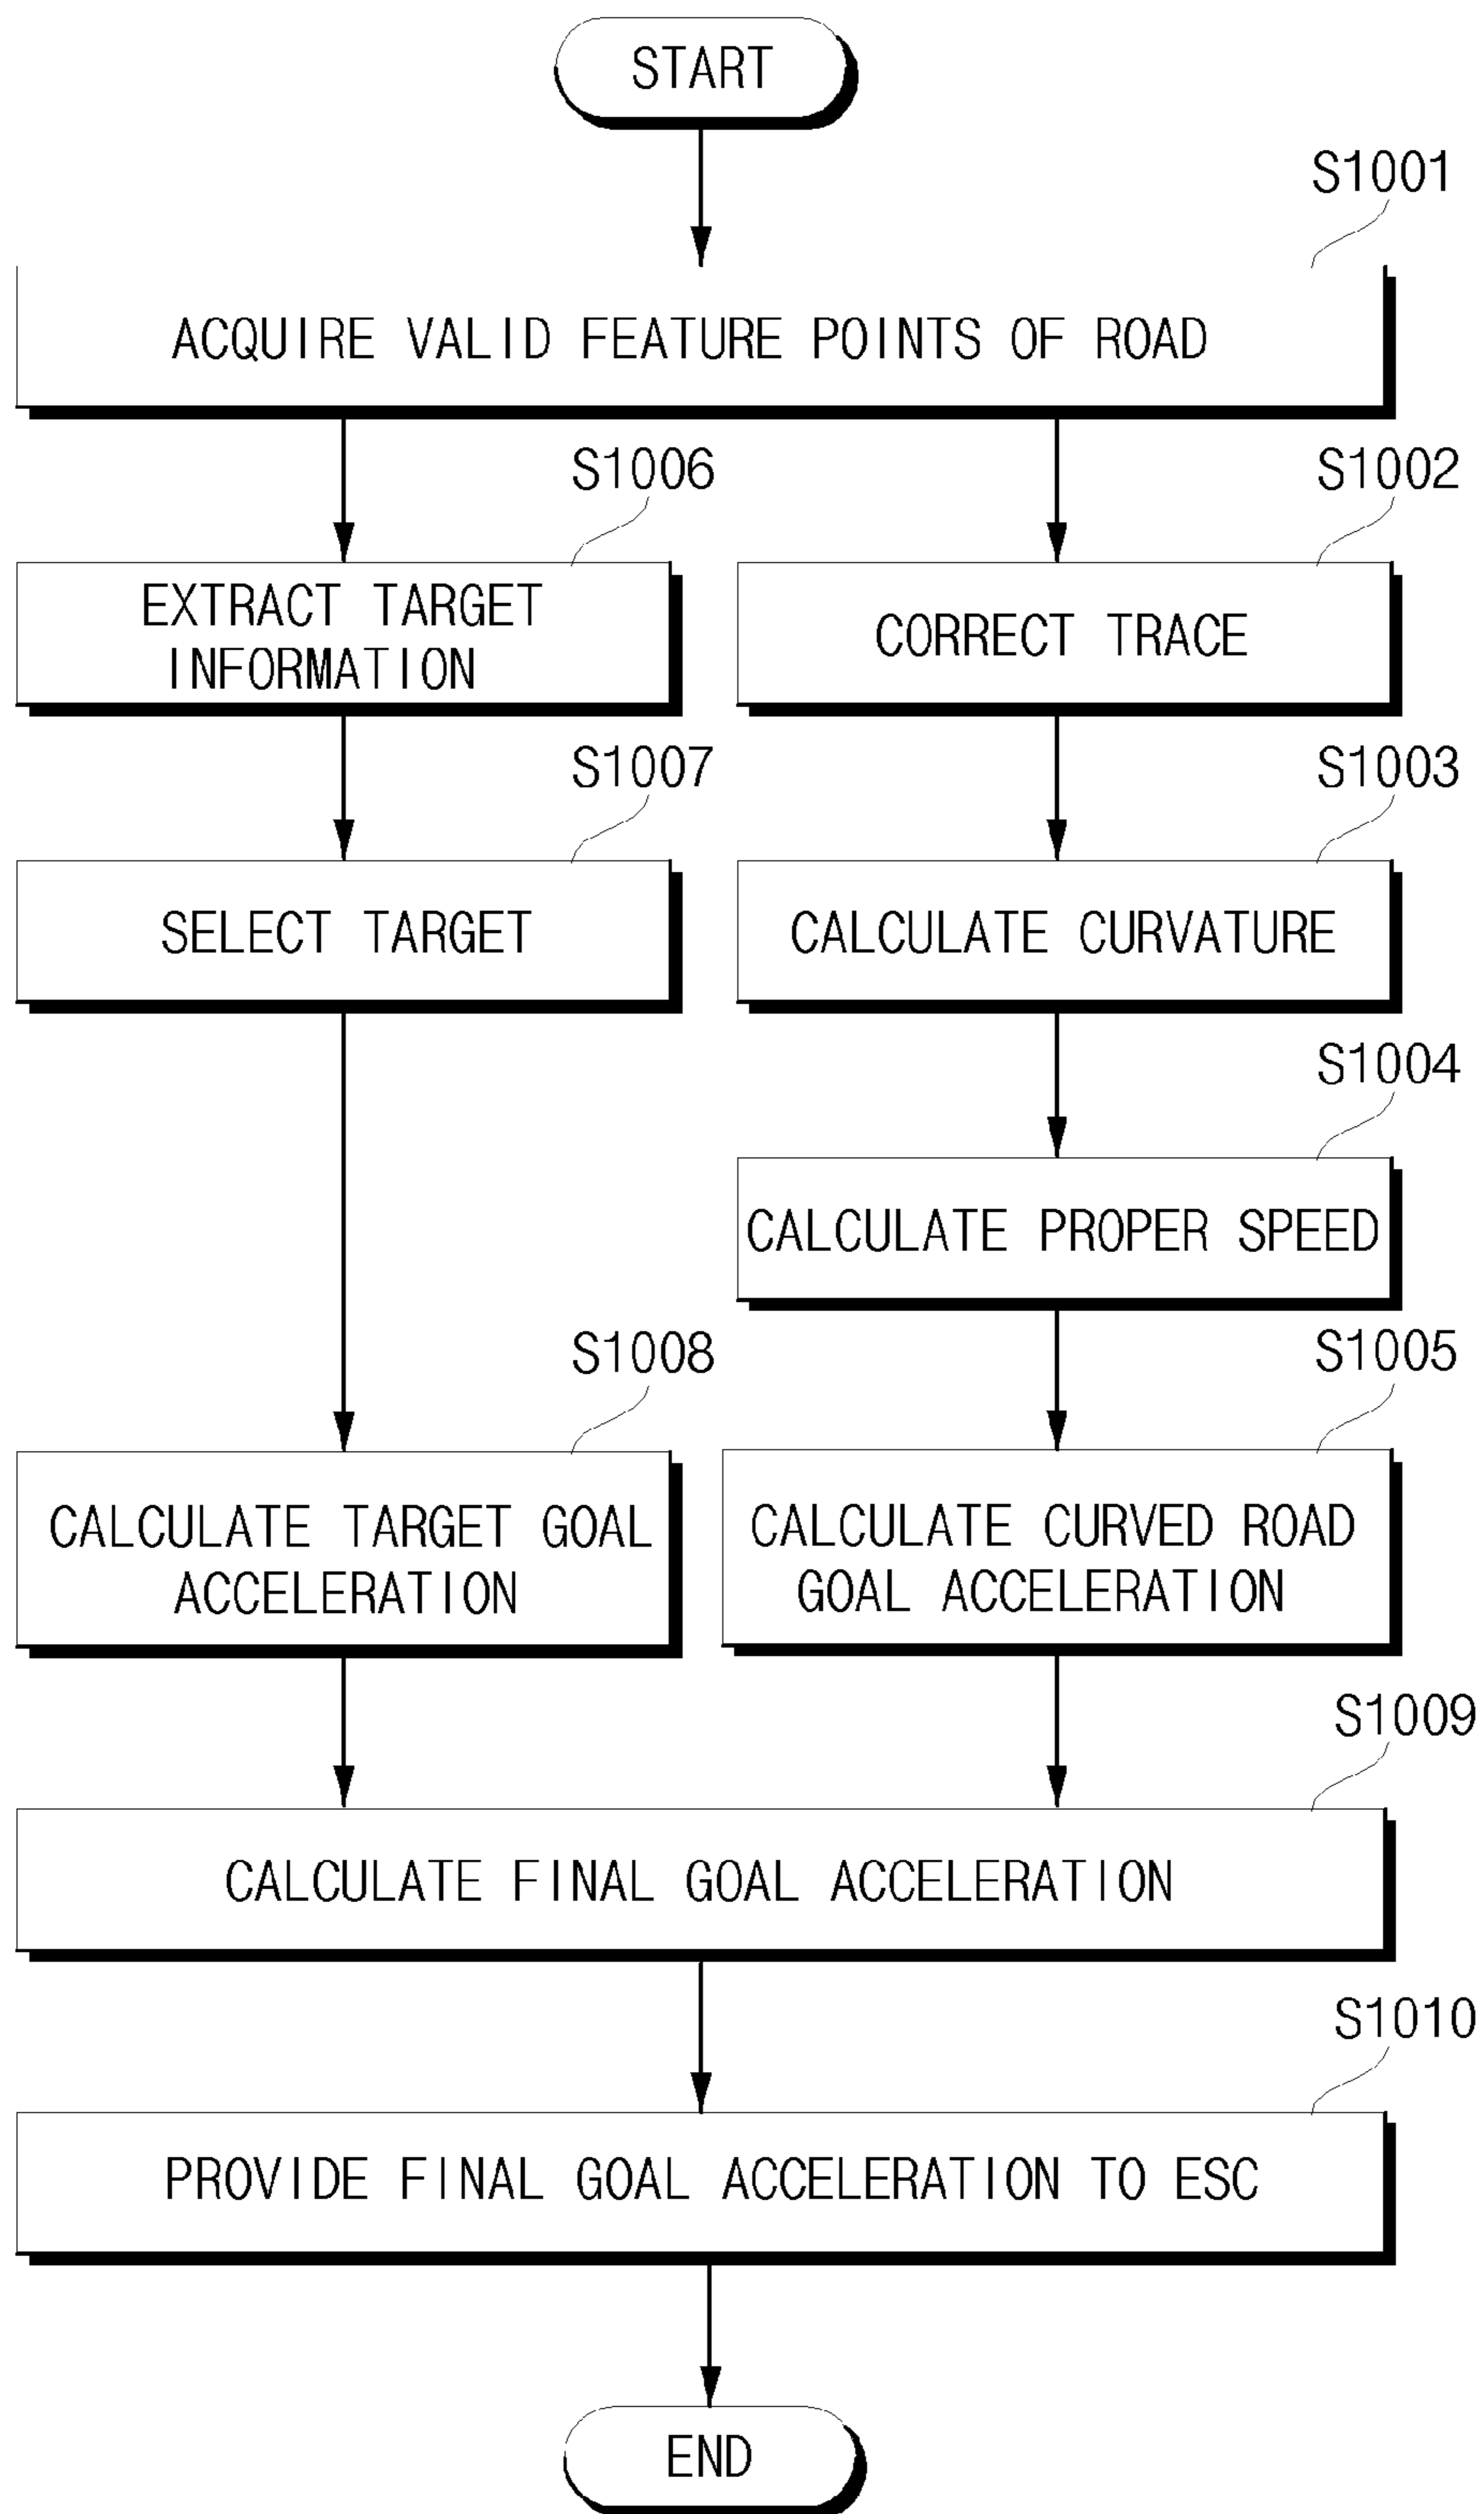 START
S1001
ACQUIRE VALID FEATURE POINTS OF ROAD
S1006
S1002
EXTRACT TARGET
INFORMATION
CORRECT TRACE
S1007
S1003
SELECT TARGET
CALCULATE CURVATURE
S1004
CALCULATE PROPER SPEED
S1008
S1005
CALCULATE TARGET GOAL
ACCELERATION
CALCULATE CURVED ROAD
GOAL ACCELERATION
S1009
CALCULATE FINAL GOAL ACCELERATION
S1010
PROVIDE FINAL GOAL ACCELERATION TO ESC
END